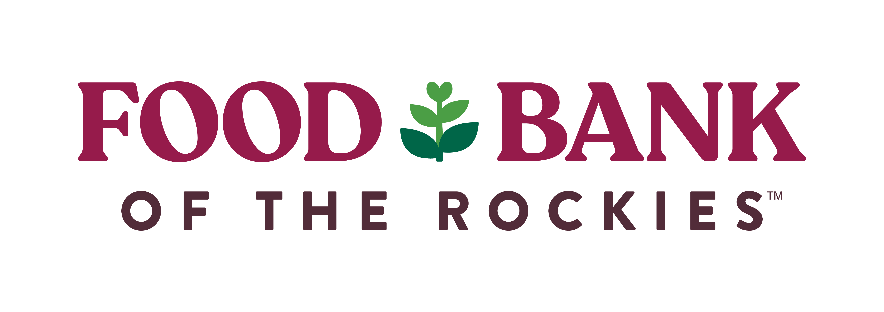 FOOD BANK
OF THE ROCKIES™